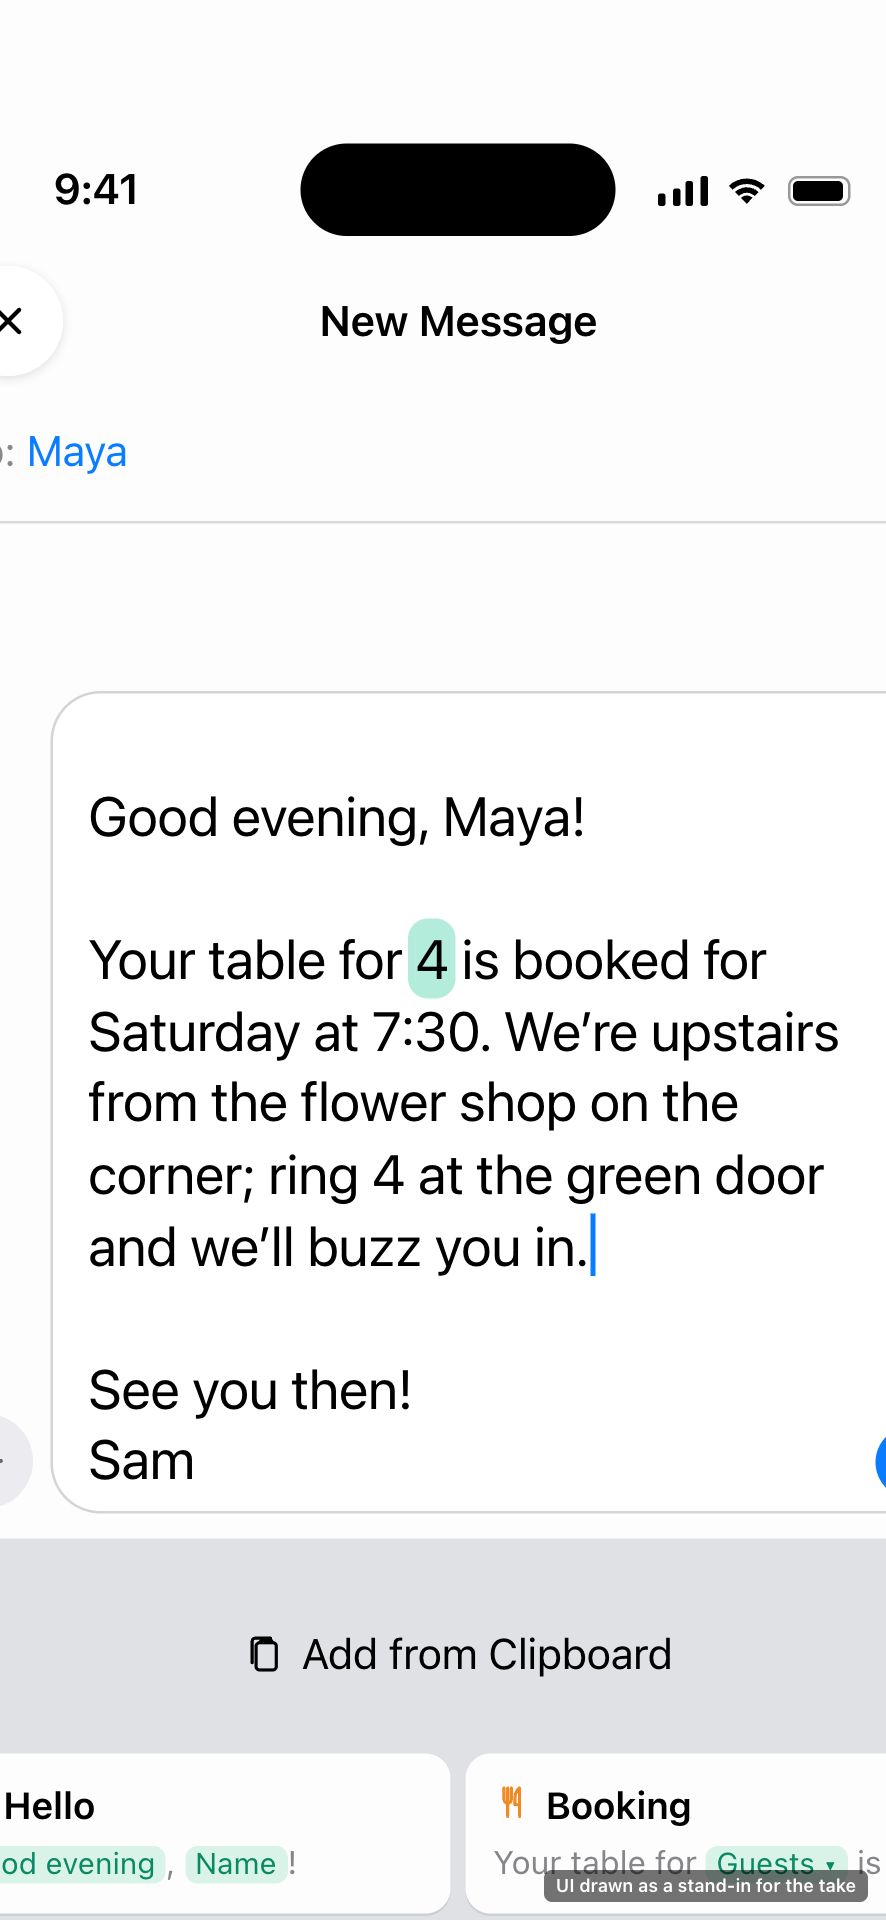 9:41
New Message
: Maya
Good evening, Maya!
Your table for 4 is booked for
Saturday at 7:30. We’re upstairs
from the flower shop on the
corner; ring 4 at the green door
and we’ll buzz you in.
See you then!
Sam
Add from Clipboard
Hello
od evening, Name!
Booking
Your table for Guests ▾ is
UI drawn as a stand-in for the take